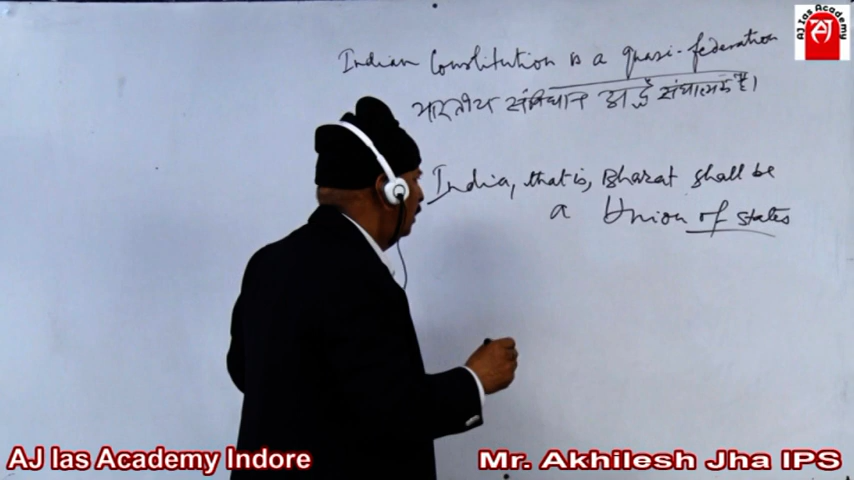 Indian Constitution is a quasi-federation
भारतीय संविधान अर्द्ध संघात्मक है।
India, that is, Bharat shall be
a Union of States
AJ Ias Academy
AJ Ias Academy Indore
Mr. Akhilesh Jha IPS